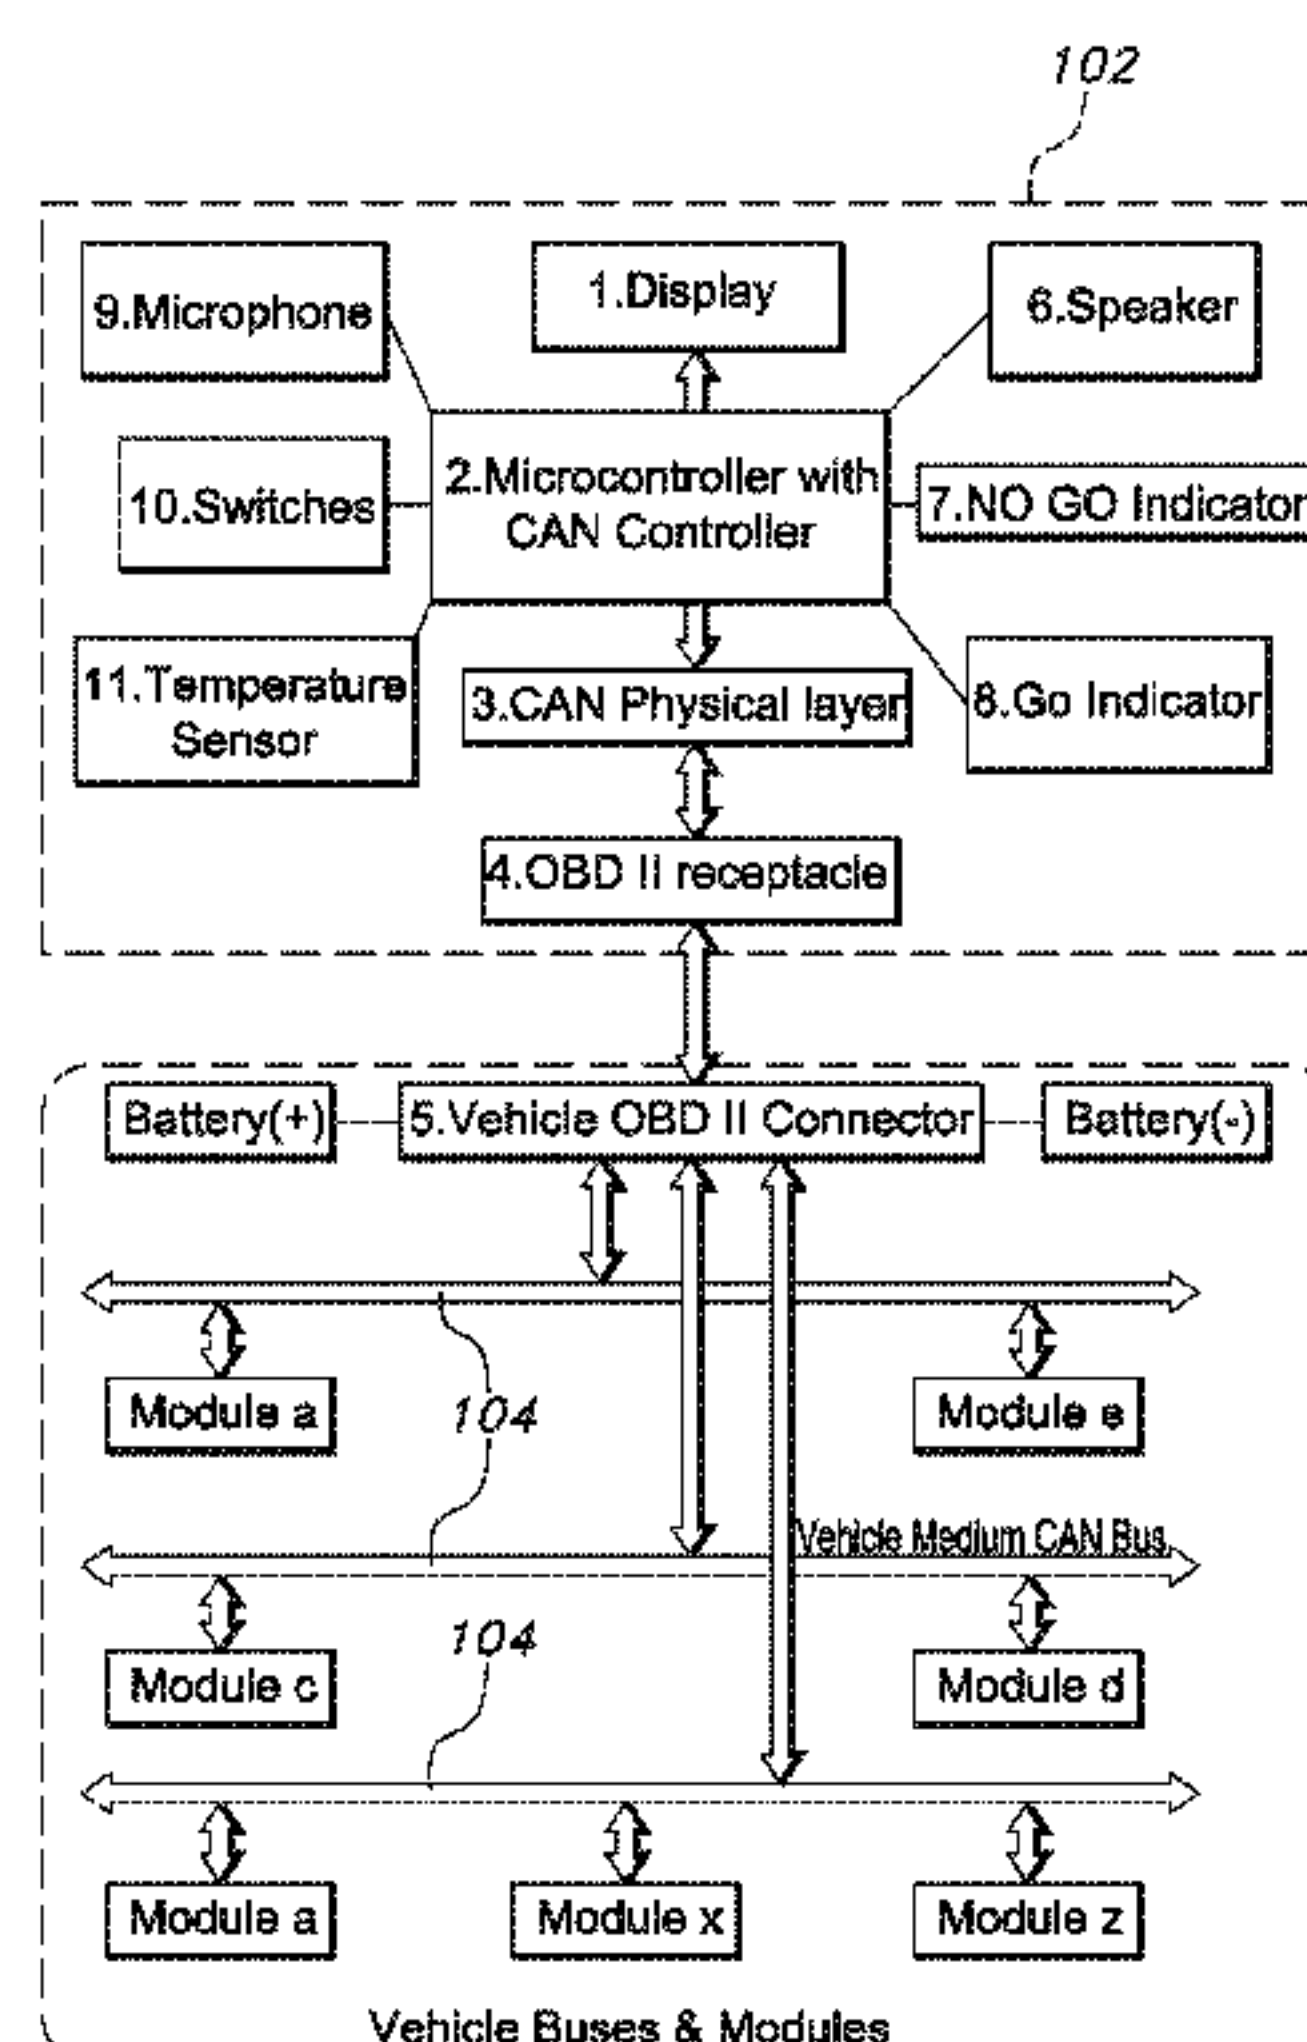 102
9.Microphone
1.Display
6.Speaker
2.Microcontroller with
CAN Controller
10.Switches
7.NO GO Indicator
11.Temperature
Sensor
3.CAN Physical layer
8.Go Indicator
4.OBD II receptacle
Battery(+)
5.Vehicle OBD II Connector
Battery(-)
Module a
104
Module e
Vehicle Medium CAN Bus
Module c
104
Module d
Module a
Module x
Module z
Vehicle Buses & Modules